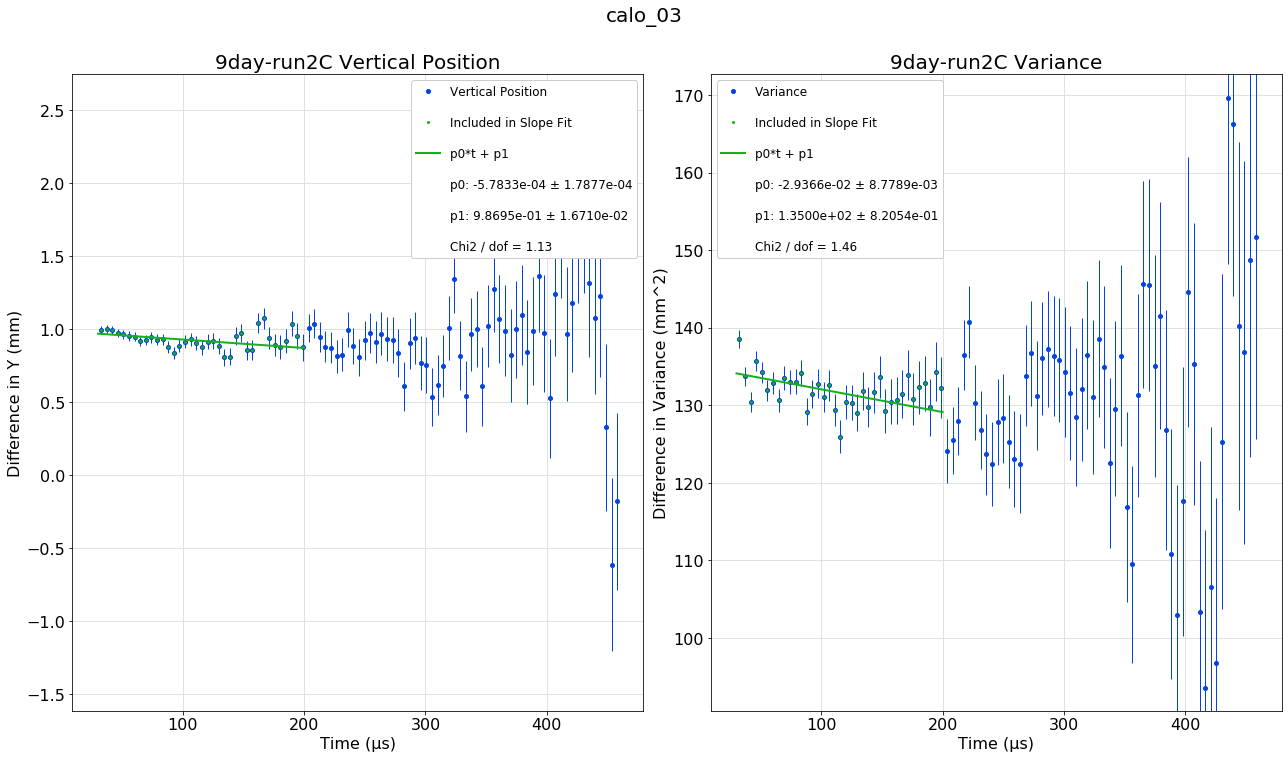 calo_03
9day-run2C Vertical Position
Vertical Position
Included in Slope Fit
p0*t + p1
p0: -5.7833e-04 ± 1.7877e-04
p1: 9.8695e-01 ± 1.6710e-02
Chi2 / dof = 1.13
Difference in Y (mm)
2.5
2.0
1.5
1.0
0.5
0.0
−0.5
−1.0
−1.5
100
200
300
400
Time (µs)
9day-run2C Variance
Variance
Included in Slope Fit
p0*t + p1
p0: -2.9366e-02 ± 8.7789e-03
p1: 1.3500e+02 ± 8.2054e-01
Chi2 / dof = 1.46
Difference in Variance (mm^2)
170
160
150
140
130
120
110
100
100
200
300
400
Time (µs)